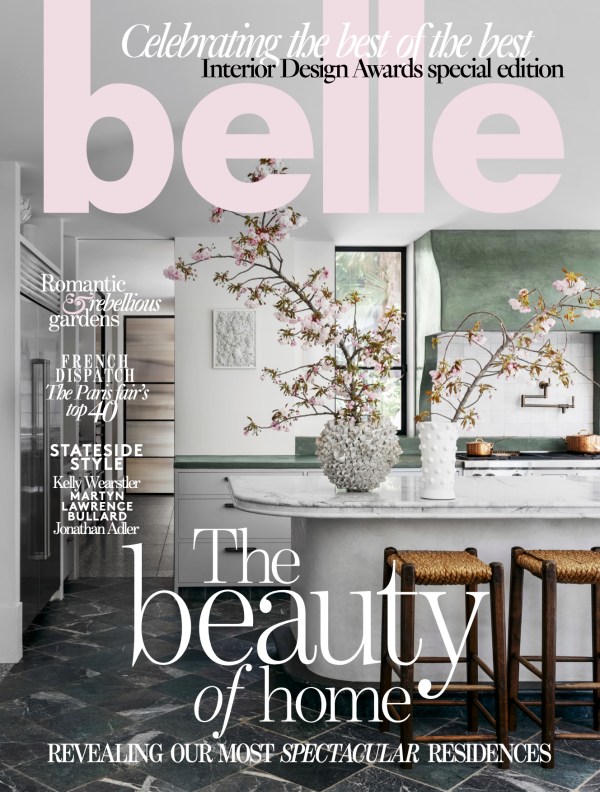 Celebrating the best of the best
Interior Design Awards special edition
belle
Romantic
& rebellious
gardens
FRENCH
DISPATCH
The Paris fair's
top 40
STATESIDE
STYLE
Kelly Wearstler
MARTYN
LAWRENCE
BULLARD
Jonathan Adler
The
beauty
of home
REVEALING OUR MOST SPECTACULAR RESIDENCES